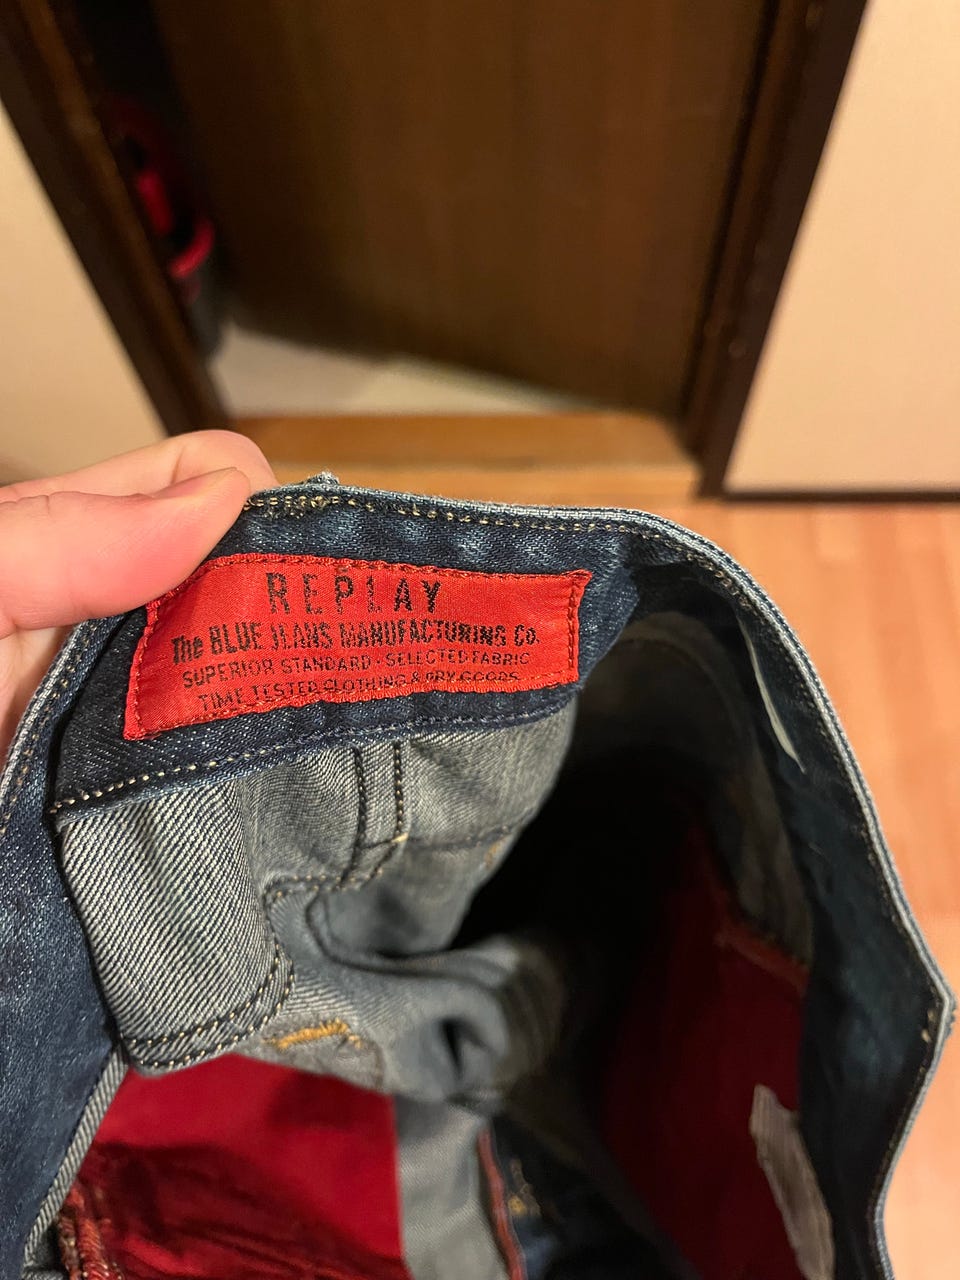 REPLAY
The BLUE JEANS MANUFACTURING Co.
SUPERIOR STANDARD - SELECTED FABRIC
TIME TESTED CLOTHING & DRY GOODS